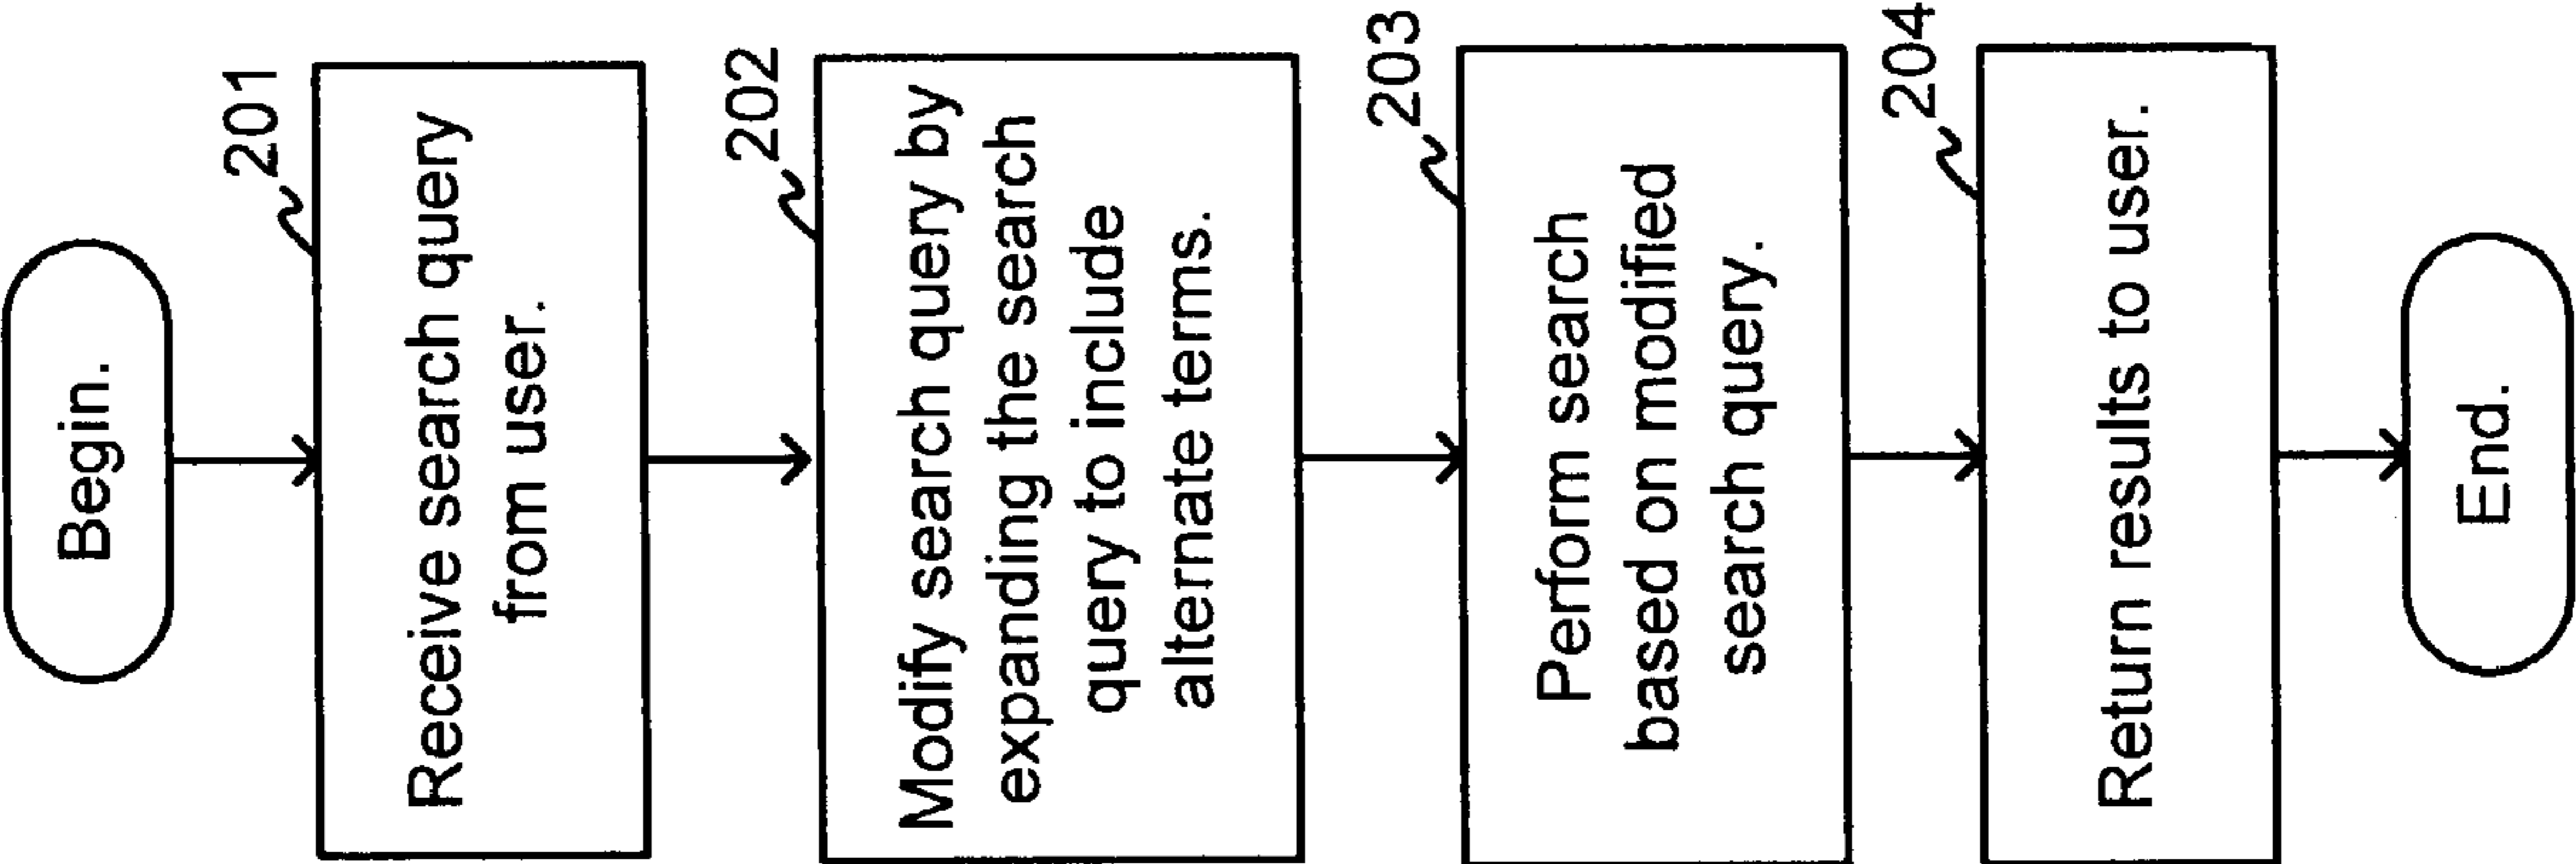 Begin.
201
Receive search query
from user.
202
Modify search query by
expanding the search
query to include
alternate terms.
203
Perform search
based on modified
search query.
204
Return results to user.
End.